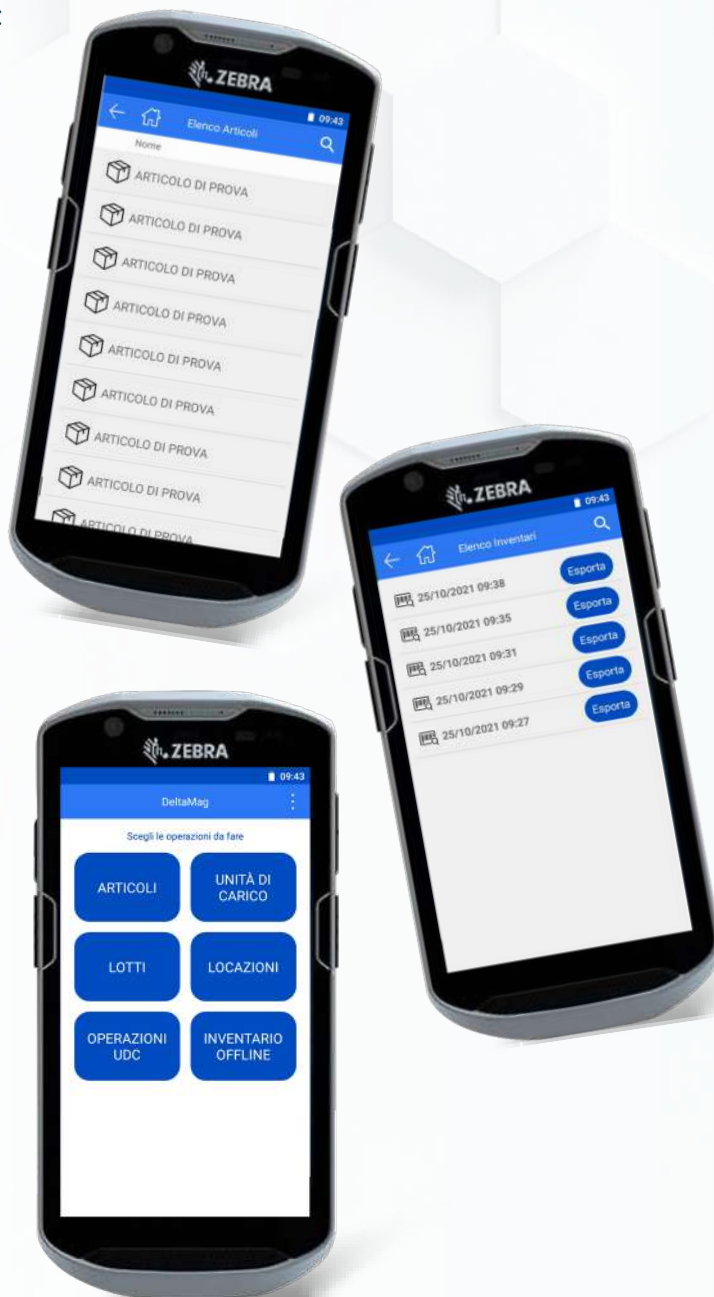 ZEBRA
09:43
Elenco Articoli
Nome
ARTICOLO DI PROVA
ARTICOLO DI PROVA
ARTICOLO DI PROVA
ARTICOLO DI PROVA
ARTICOLO DI PROVA
ARTICOLO DI PROVA
ARTICOLO DI PROVA
ARTICOLO DI PROVA
ARTICOLO DI PROVA
ZEBRA
09:43
Elenco Inventari
25/10/2021 09:38 Esporta
25/10/2021 09:35 Esporta
25/10/2021 09:31 Esporta
25/10/2021 09:29 Esporta
25/10/2021 09:27 Esporta
ZEBRA
09:43
DeltaMag
Scegli le operazioni da fare
ARTICOLI
UNITÀ DI
CARICO
LOTTI
LOCAZIONI
OPERAZIONI
UDC
INVENTARIO
OFFLINE